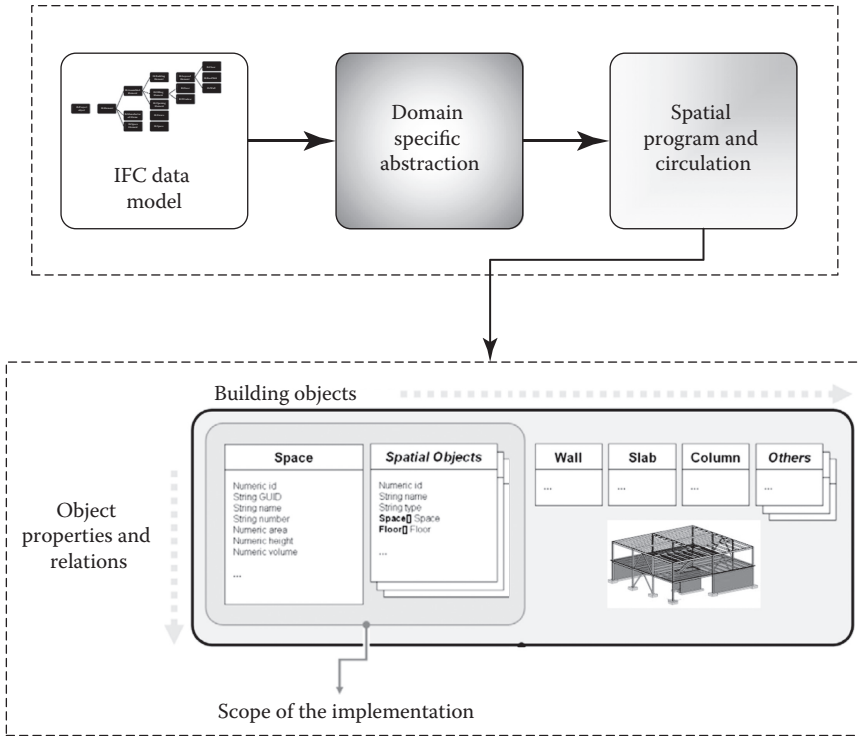 IFC data
model
Domain
specific
abstraction
Spatial
program and
circulation
Building objects
Object
properties and
relations
Space
Numeric id
String GUID
String name
String number
Numeric area
Numeric height
Numeric volume
...
Spatial Objects
Numeric id
String name
String type
Space[] Space
Floor[] Floor
...
Wall
...
Slab
...
Column
...
Others
...
Scope of the implementation